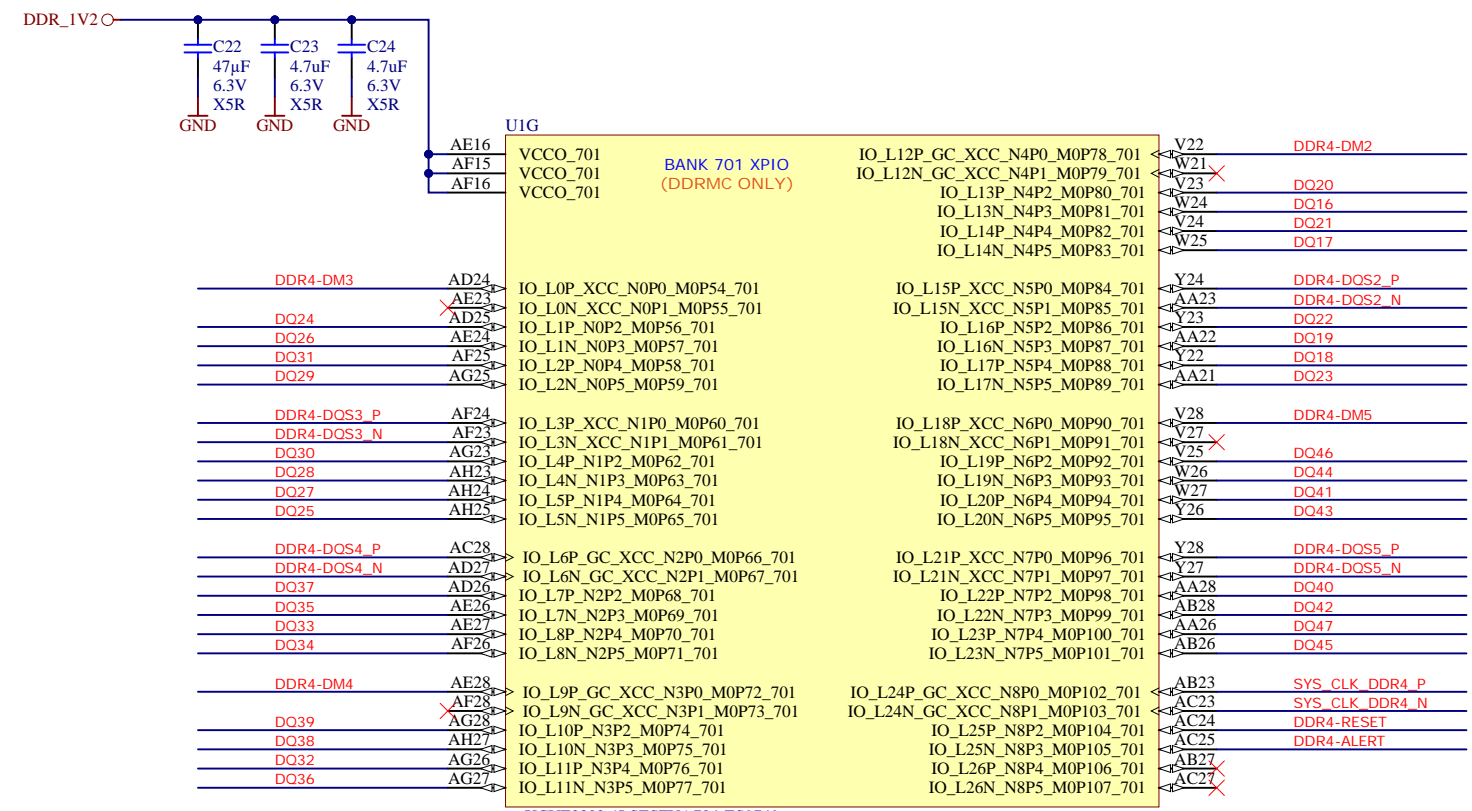 DDR_1V2
C22
47µF
6.3V
X5R
GND
C23
4.7uF
6.3V
X5R
GND
C24
4.7uF
6.3V
X5R
GND
U1G
BANK 701 XPIO
(DDRMC ONLY)
AE16 VCCO_701
AF15 VCCO_701
AF16 VCCO_701
DDR4-DM3 AD24 IO_L0P_XCC_N0P0_M0P54_701
AE23 IO_L0N_XCC_N0P1_M0P55_701
DQ24 AD25 IO_L1P_N0P2_M0P56_701
DQ26 AE24 IO_L1N_N0P3_M0P57_701
DQ31 AF25 IO_L2P_N0P4_M0P58_701
DQ29 AG25 IO_L2N_N0P5_M0P59_701
DDR4-DQS3_P AF24 IO_L3P_XCC_N1P0_M0P60_701
DDR4-DQS3_N AF23 IO_L3N_XCC_N1P1_M0P61_701
DQ30 AG23 IO_L4P_N1P2_M0P62_701
DQ28 AH23 IO_L4N_N1P3_M0P63_701
DQ27 AH24 IO_L5P_N1P4_M0P64_701
DQ25 AH25 IO_L5N_N1P5_M0P65_701
DDR4-DQS4_P AC28 IO_L6P_GC_XCC_N2P0_M0P66_701
DDR4-DQS4_N AD27 IO_L6N_GC_XCC_N2P1_M0P67_701
DQ37 AD26 IO_L7P_N2P2_M0P68_701
DQ35 AE26 IO_L7N_N2P3_M0P69_701
DQ33 AE27 IO_L8P_N2P4_M0P70_701
DQ34 AF26 IO_L8N_N2P5_M0P71_701
DDR4-DM4 AE28 IO_L9P_GC_XCC_N3P0_M0P72_701
AF28 IO_L9N_GC_XCC_N3P1_M0P73_701
DQ39 AG28 IO_L10P_N3P2_M0P74_701
DQ38 AH27 IO_L10N_N3P3_M0P75_701
DQ32 AG26 IO_L11P_N3P4_M0P76_701
DQ36 AG27 IO_L11N_N3P5_M0P77_701
IO_L12P_GC_XCC_N4P0_M0P78_701 V22 DDR4-DM2
IO_L12N_GC_XCC_N4P1_M0P79_701 W21
IO_L13P_N4P2_M0P80_701 V23 DQ20
IO_L13N_N4P3_M0P81_701 W24 DQ16
IO_L14P_N4P4_M0P82_701 V24 DQ21
IO_L14N_N4P5_M0P83_701 W25 DQ17
IO_L15P_XCC_N5P0_M0P84_701 Y24 DDR4-DQS2_P
IO_L15N_XCC_N5P1_M0P85_701 AA23 DDR4-DQS2_N
IO_L16P_N5P2_M0P86_701 Y23 DQ22
IO_L16N_N5P3_M0P87_701 AA22 DQ19
IO_L17P_N5P4_M0P88_701 Y22 DQ18
IO_L17N_N5P5_M0P89_701 AA21 DQ23
IO_L18P_XCC_N6P0_M0P90_701 V28 DDR4-DM5
IO_L18N_XCC_N6P1_M0P91_701 V27
IO_L19P_N6P2_M0P92_701 V25 DQ46
IO_L19N_N6P3_M0P93_701 W26 DQ44
IO_L20P_N6P4_M0P94_701 W27 DQ41
IO_L20N_N6P5_M0P95_701 Y26 DQ43
IO_L21P_XCC_N7P0_M0P96_701 Y28 DDR4-DQS5_P
IO_L21N_XCC_N7P1_M0P97_701 Y27 DDR4-DQS5_N
IO_L22P_N7P2_M0P98_701 AA28 DQ40
IO_L22N_N7P3_M0P99_701 AB28 DQ42
IO_L23P_N7P4_M0P100_701 AA26 DQ47
IO_L23N_N7P5_M0P101_701 AB26 DQ45
IO_L24P_GC_XCC_N8P0_M0P102_701 AB23 SYS_CLK_DDR4_P
IO_L24N_GC_XCC_N8P1_M0P103_701 AC23 SYS_CLK_DDR4_N
IO_L25P_N8P2_M0P104_701 AC24 DDR4-RESET
IO_L25N_N8P3_M0P105_701 AC25 DDR4-ALERT
IO_L26P_N8P4_M0P106_701 AB27
IO_L26N_N8P5_M0P107_701 AC27